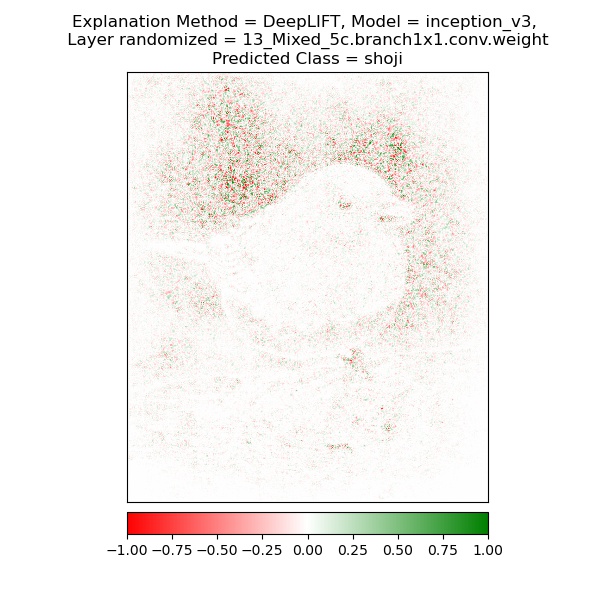 Explanation Method = DeepLIFT, Model = inception_v3,
Layer randomized = 13_Mixed_5c.branch1x1.conv.weight
Predicted Class = shoji
−1.00 −0.75 −0.50 −0.25 0.00 0.25 0.50 0.75 1.00